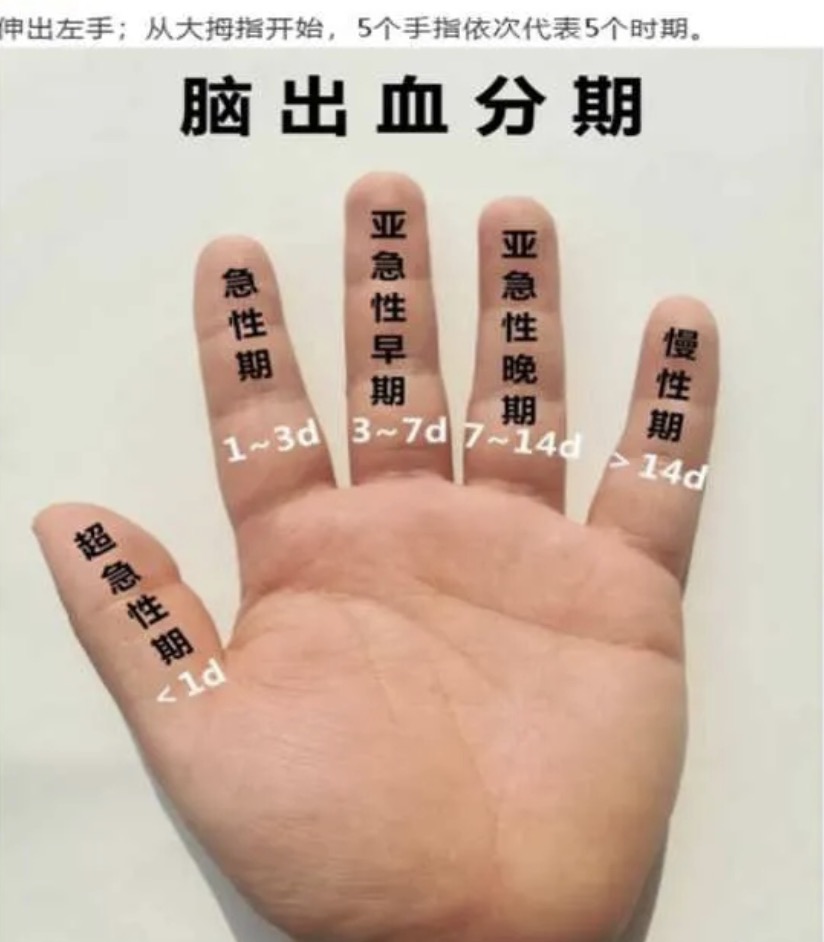 伸出左手；从大拇指开始，5个手指依次代表5个时期。
脑出血分期
超急性期
<1d
急性期
1~3d
亚急性早期
3~7d
亚急性晚期
7~14d
慢性期
>14d